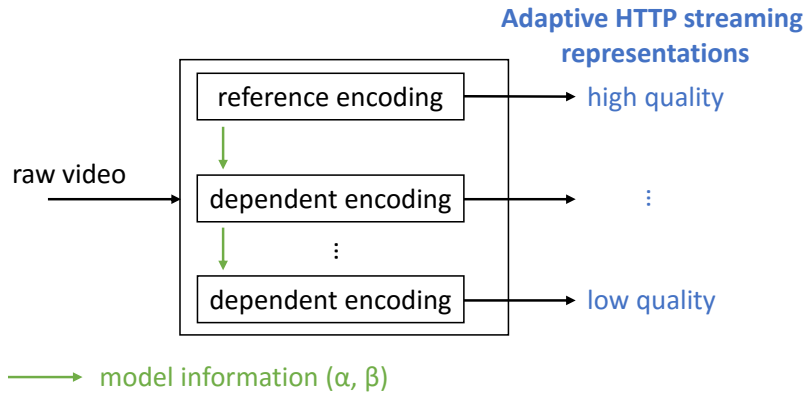 Adaptive HTTP streaming
representations
reference encoding
high quality
raw video
dependent encoding
⋮
⋮
dependent encoding
low quality
model information (α, β)